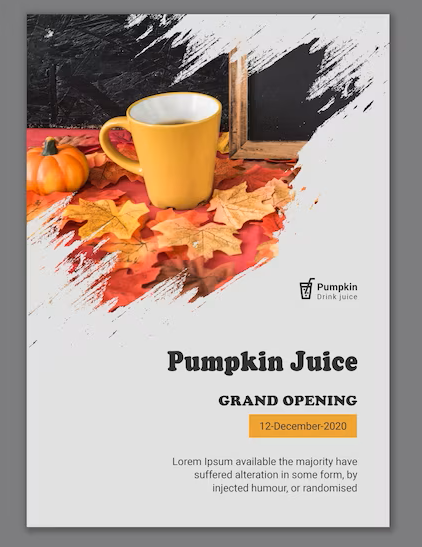 Pumpkin
Drink juice
Pumpkin Juice
GRAND OPENING
12-December-2020
Lorem Ipsum available the majority have
suffered alteration in some form, by
injected humour, or randomised